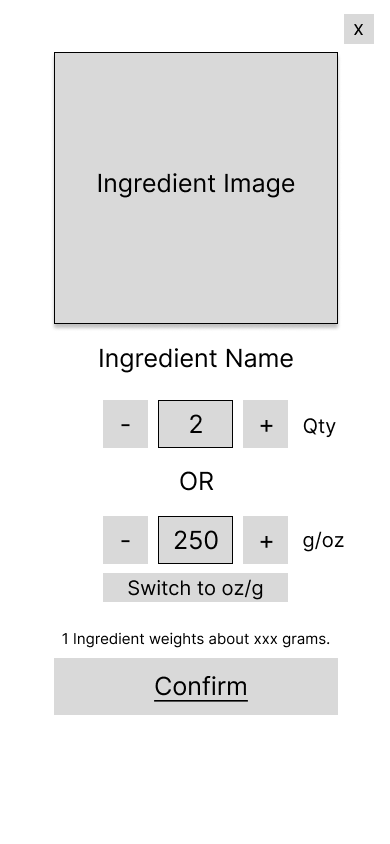 x
Ingredient Image
Ingredient Name
- 2 + Qty
OR
- 250 + g/oz
Switch to oz/g
1 Ingredient weights about xxx grams.
Confirm